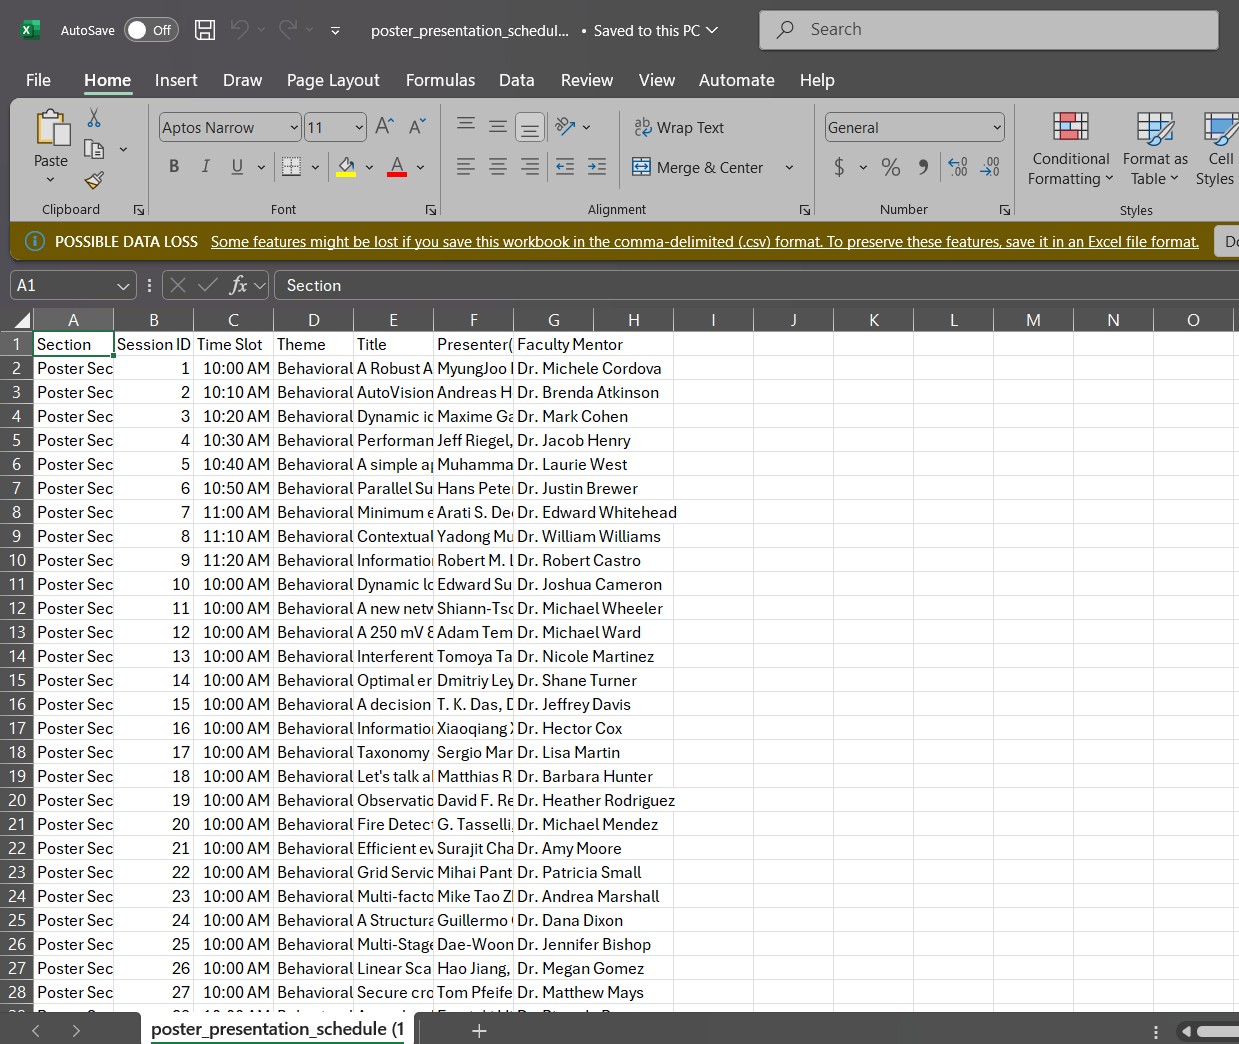 AutoSave Off poster_presentation_schedul... • Saved to this PC Search
File Home Insert Draw Page Layout Formulas Data Review View Automate Help
Paste Aptos Narrow 11 A A ab Wrap Text General Conditional Formatting Format as Table Cell Styles
B I U A Merge & Center $ % 9 .00 .00
Clipboard Font Alignment Number Styles
POSSIBLE DATA LOSS Some features might be lost if you save this workbook in the comma-delimited (.csv) format. To preserve these features, save it in an Excel file format.
A1 fx Section
A B C D E F G H I J K L M N O
1 Section Session ID Time Slot Theme Title Presenter( Faculty Mentor
2 Poster Sec 1 10:00 AM Behavioral A Robust A MyungJoo Dr. Michele Cordova
3 Poster Sec 2 10:10 AM Behavioral AutoVision Andreas H Dr. Brenda Atkinson
4 Poster Sec 3 10:20 AM Behavioral Dynamic Maxime Dr. Mark Cohen
5 Poster Sec 4 10:30 AM Behavioral Performan Jeff Riegel, Dr. Jacob Henry
6 Poster Sec 5 10:40 AM Behavioral A simple Muhamma Dr. Laurie West
7 Poster Sec 6 10:50 AM Behavioral Parallel Su Hans Pete Dr. Justin Brewer
8 Poster Sec 7 11:00 AM Behavioral Minimum Arati S. Dr. Edward Whitehead
9 Poster Sec 8 11:10 AM Behavioral Contextual Yadong Mu Dr. William Williams
10 Poster Sec 9 11:20 AM Behavioral Informatio Robert M. Dr. Robert Castro
11 Poster Sec 10 10:00 AM Behavioral Dynamic Edward Su Dr. Joshua Cameron
12 Poster Sec 11 10:00 AM Behavioral A new netw Shiann-Tso Dr. Michael Wheeler
13 Poster Sec 12 10:00 AM Behavioral A 250 mV Adam Tem Dr. Michael Ward
14 Poster Sec 13 10:00 AM Behavioral Interferent Tomoya Ta Dr. Nicole Martinez
15 Poster Sec 14 10:00 AM Behavioral Optimal er Dmitriy Ley Dr. Shane Turner
16 Poster Sec 15 10:00 AM Behavioral A decision T. K. Das, Dr. Jeffrey Davis
17 Poster Sec 16 10:00 AM Behavioral Informatio Xiaoqiang Dr. Hector Cox
18 Poster Sec 17 10:00 AM Behavioral Taxonomy Sergio Mar Dr. Lisa Martin
19 Poster Sec 18 10:00 AM Behavioral Let's talk Matthias R Dr. Barbara Hunter
20 Poster Sec 19 10:00 AM Behavioral Observatio David F. Re Dr. Heather Rodriguez
21 Poster Sec 20 10:00 AM Behavioral Fire Detect G. Tasselli, Dr. Michael Mendez
22 Poster Sec 21 10:00 AM Behavioral Efficient ev Surajit Cha Dr. Amy Moore
23 Poster Sec 22 10:00 AM Behavioral Grid Servic Mihai Pant Dr. Patricia Small
24 Poster Sec 23 10:00 AM Behavioral Multi-facto Mike Tao Dr. Andrea Marshall
25 Poster Sec 24 10:00 AM Behavioral A Structura Guillermo Dr. Dana Dixon
26 Poster Sec 25 10:00 AM Behavioral Multi-Stage Dae-Woon Dr. Jennifer Bishop
27 Poster Sec 26 10:00 AM Behavioral Linear Sca Hao Jiang, Dr. Megan Gomez
28 Poster Sec 27 10:00 AM Behavioral Secure cro Tom Pfeife Dr. Matthew Mays
poster_presentation_schedule (1